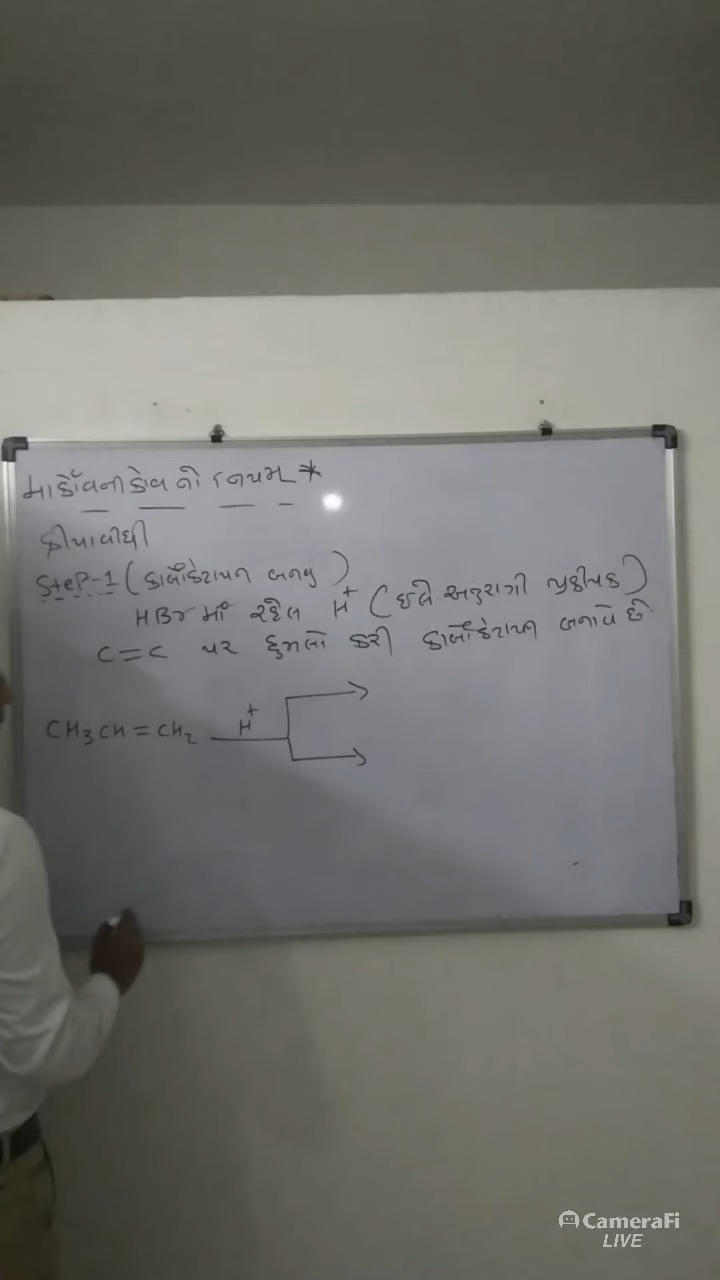 માર્કોવનીકોવ નો નિયમ *
ક્રીયાવીધી
SteP-1 (કાર્બોકેટાયન બનવુ)
HBr માં રહેલ H+ (ઇલે.અનુરાગી પ્રક્રીયક)
C=C પર હુમલો કરી કાર્બોકેટાયન બનાવે છે
CH3CH=CH2 H+
CameraFi
LIVE